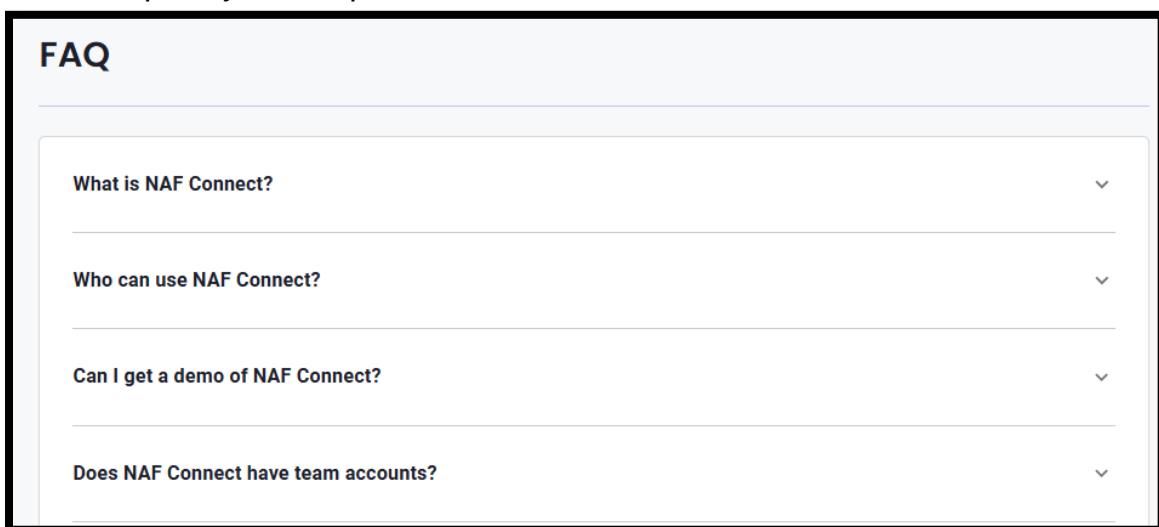 FAQ
What is NAF Connect?
Who can use NAF Connect?
Can I get a demo of NAF Connect?
Does NAF Connect have team accounts?